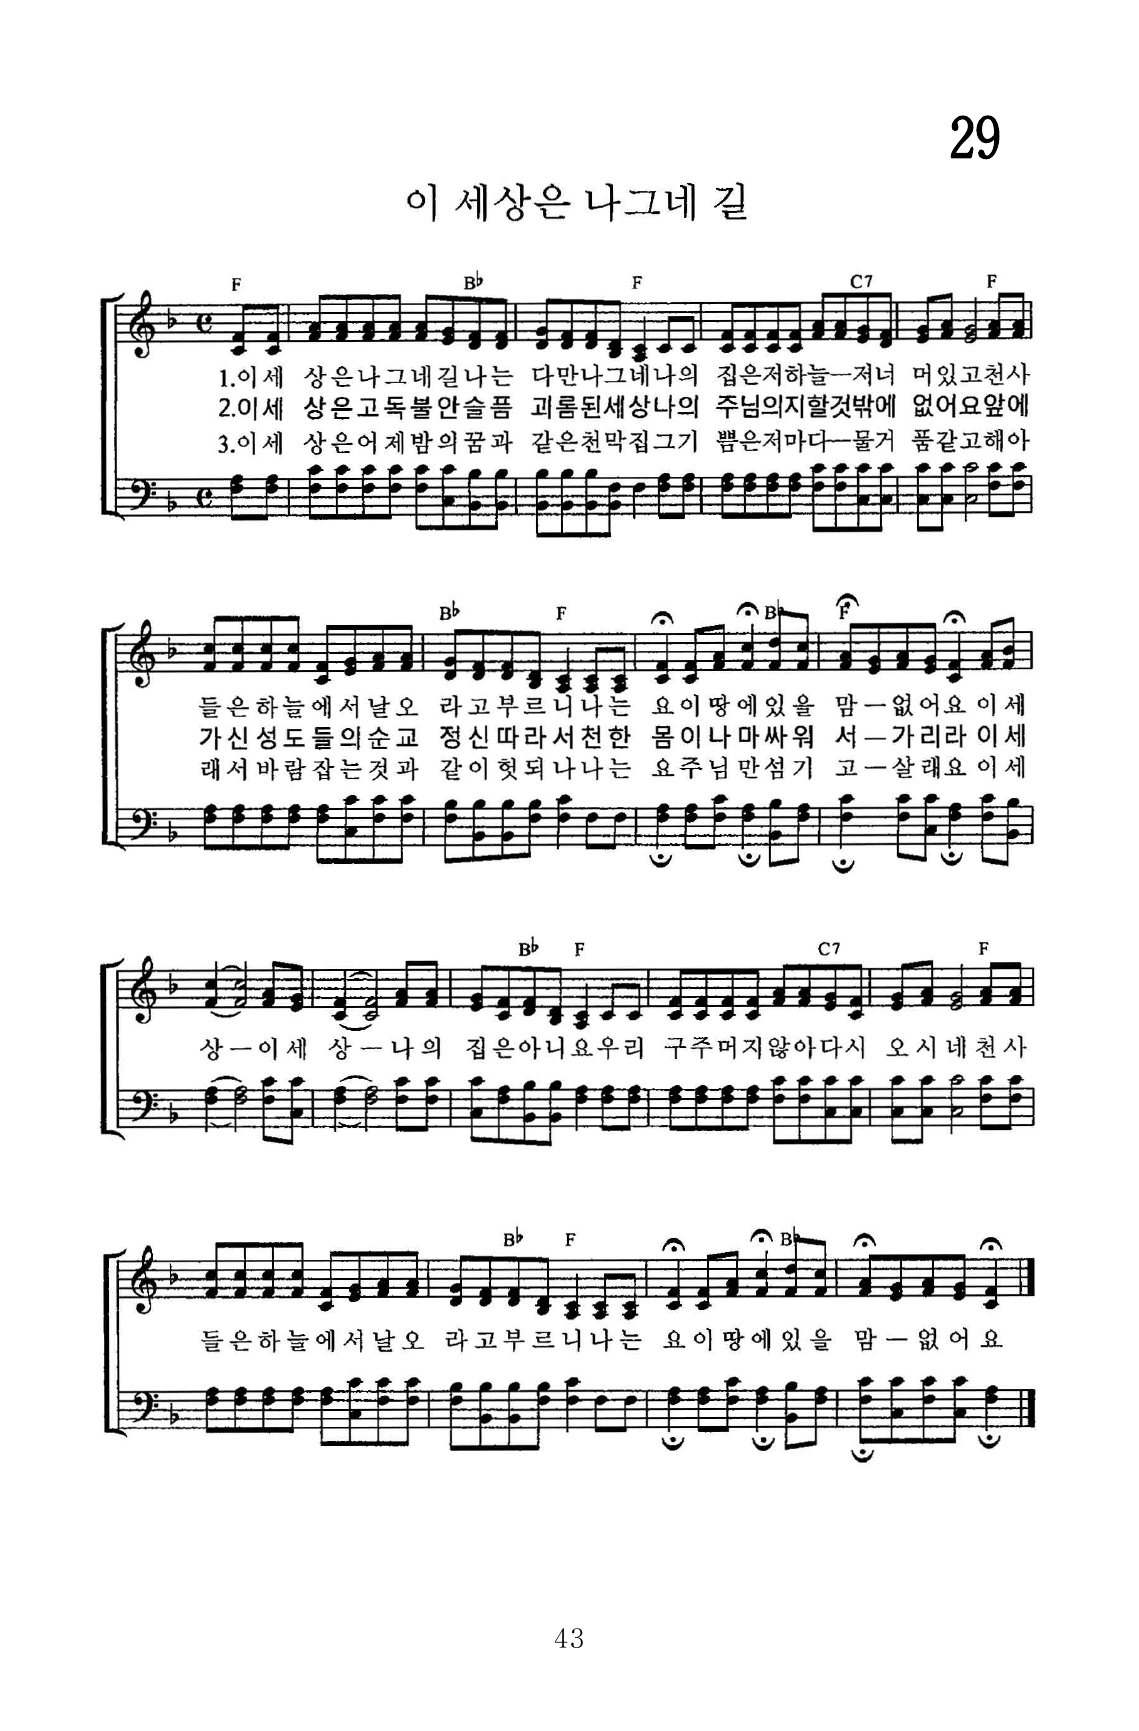 29
이 세상은 나그네 길
F B♭ F C7 F
1.이세 상은나그네길나는 다만나그네나의 집은저하늘—저너 머있고천사
2.이세 상은고독불안슬픔 괴롬된세상나의 주님의지할것밖에 없어요앞에
3.이세 상은어제밤의꿈과 같은천막집그기 쁨은저마다—물거 품같고해아
B♭ F B♭ F
들은하늘에서날오 라고부르니나는 요이땅에있을 맘—없어요이세
가신성도들의순교 정신따라서천한 몸이나마싸워 서—가리라이세
래서바람잡는것과 같이헛되나나는 요주님만섬기 고—살래요이세
B♭ F C7 F
상—이세 상—나의 집은아니요우리 구주머지않아다시 오시네천사
B♭ F B♭
들은하늘에서날오 라고부르니나는 요이땅에있을 맘—없어요
43